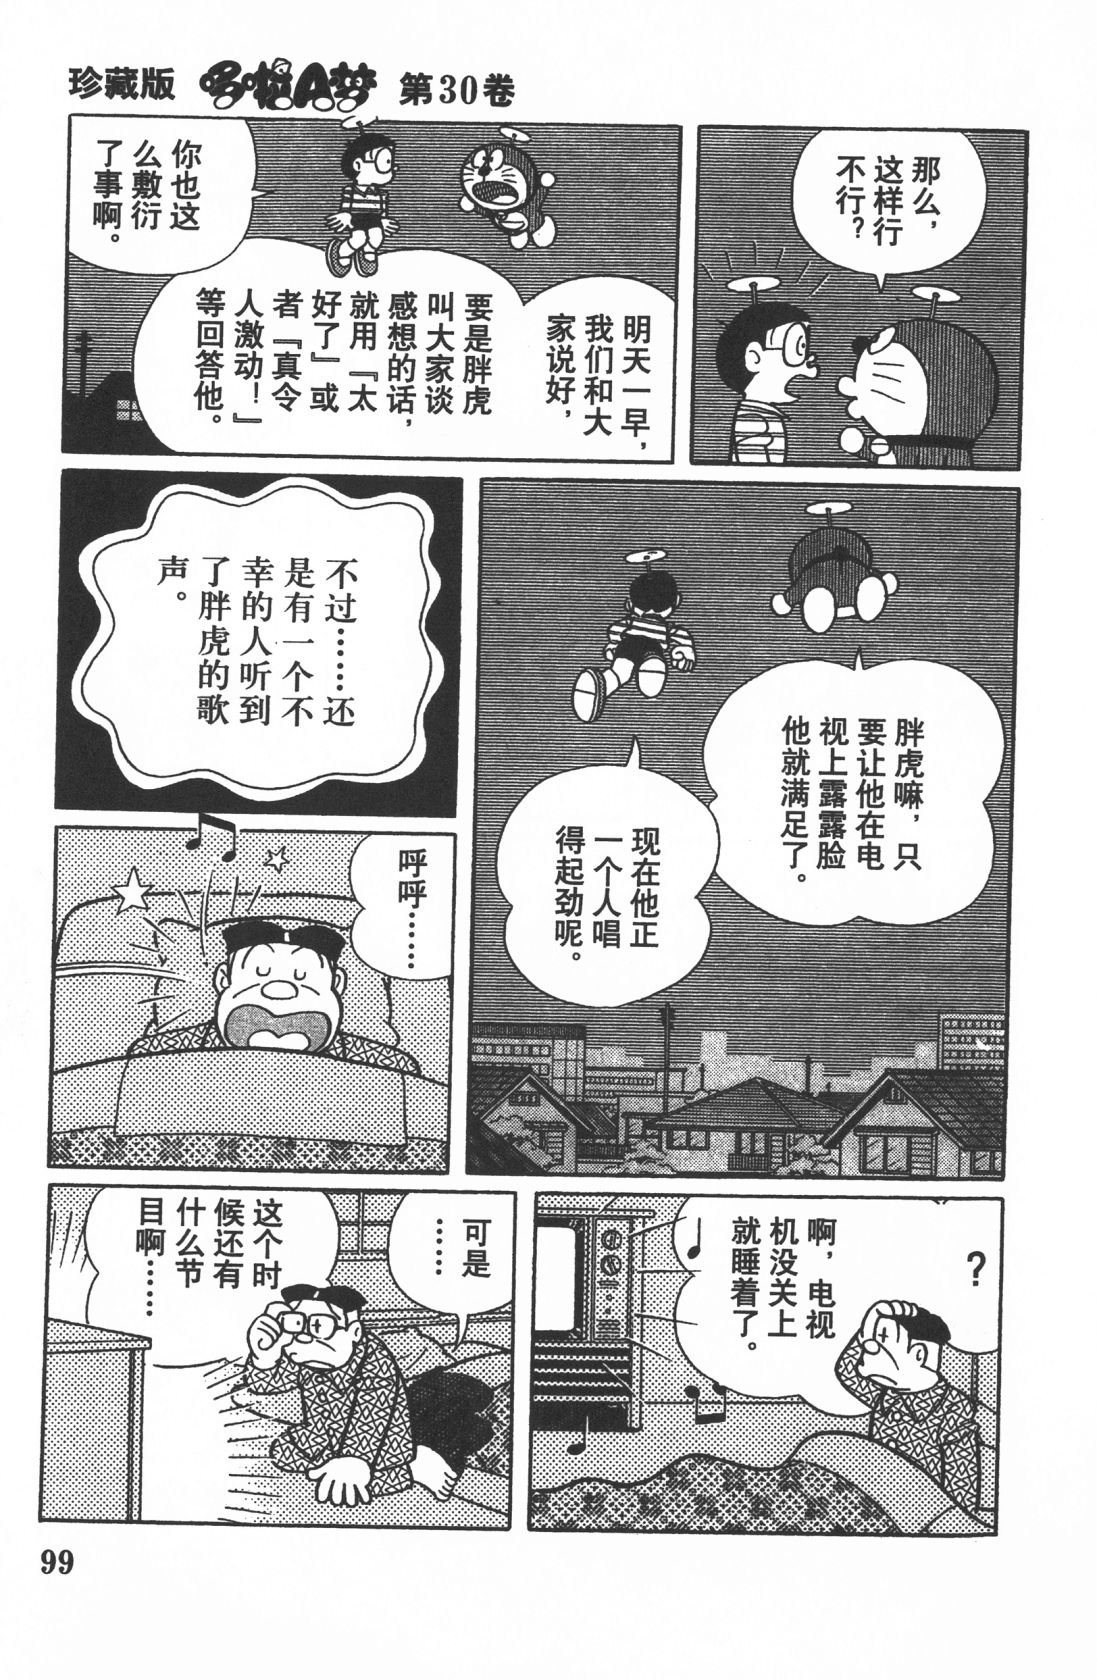 珍藏版 哆啦A梦 第30卷
那么，
这样行
不行？
明天一早，
我们和大
家说好，
要是胖虎
叫大家谈
感想的话，
就用『太
好了』或
者『真令
人激动！』
等回答他。
你也这
么敷衍
了事啊。
胖虎嘛，只
要让他在电
视上露露脸
他就满足了。
现在他正
一个人唱
得起劲呢。
不过……还
是有一个不
幸的人听到
了胖虎的歌
声。
呼
呼……
？
啊，电视
机没关上
就睡着了。
可是
……
这个时
候还有
什么节
目啊……
99